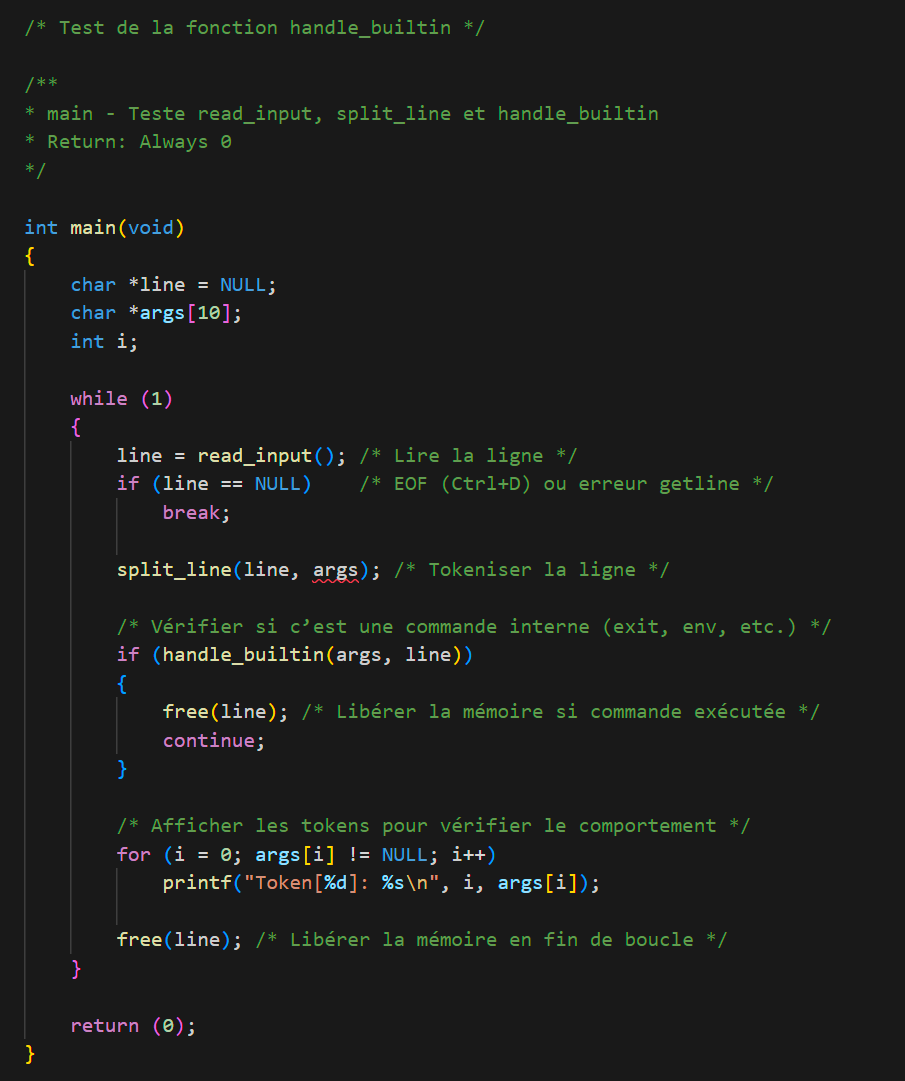 /* Test de la fonction handle_builtin */
/**
* main - Teste read_input, split_line et handle_builtin
* Return: Always 0
*/
int main(void)
{
char *line = NULL;
char *args[10];
int i;
while (1)
{
line = read_input(); /* Lire la ligne */
if (line == NULL) /* EOF (Ctrl+D) ou erreur getline */
break;
split_line(line, args); /* Tokeniser la ligne */
/* Vérifier si c’est une commande interne (exit, env, etc.) */
if (handle_builtin(args, line))
{
free(line); /* Libérer la mémoire si commande exécutée */
continue;
}
/* Afficher les tokens pour vérifier le comportement */
for (i = 0; args[i] != NULL; i++)
printf("Token[%d]: %s\n", i, args[i]);
free(line); /* Libérer la mémoire en fin de boucle */
}
return (0);
}